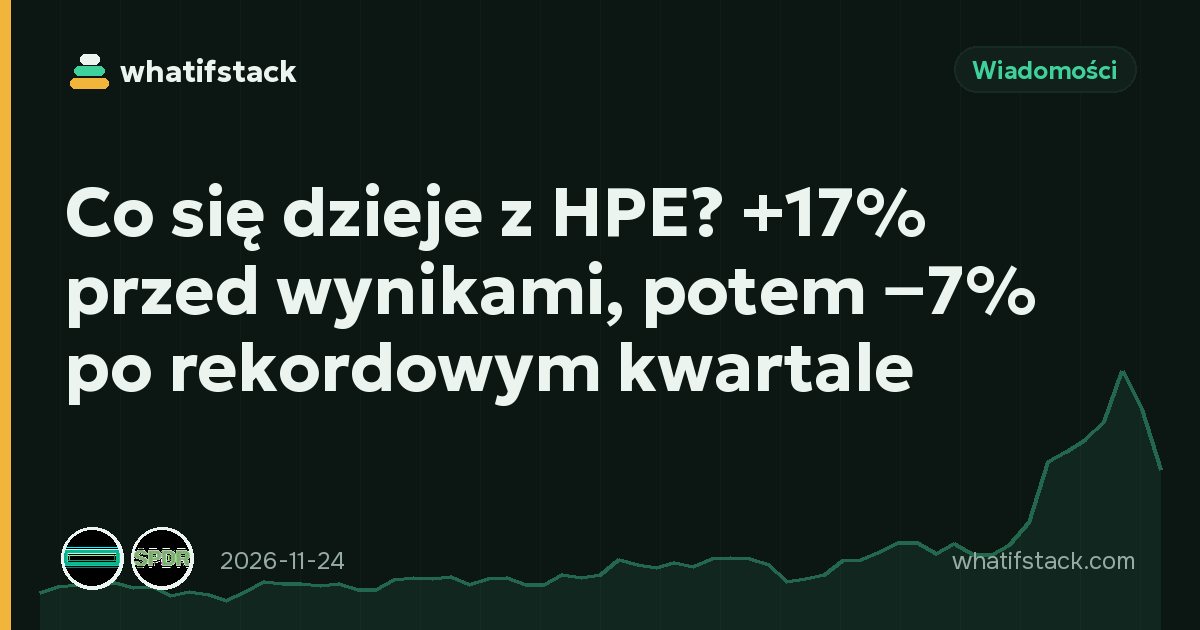 whatifstack
Wiadomości
Co się dzieje z HPE? +17%
przed wynikami, potem −7%
po rekordowym kwartale
SPDR
2026-11-24
whatifstack.com